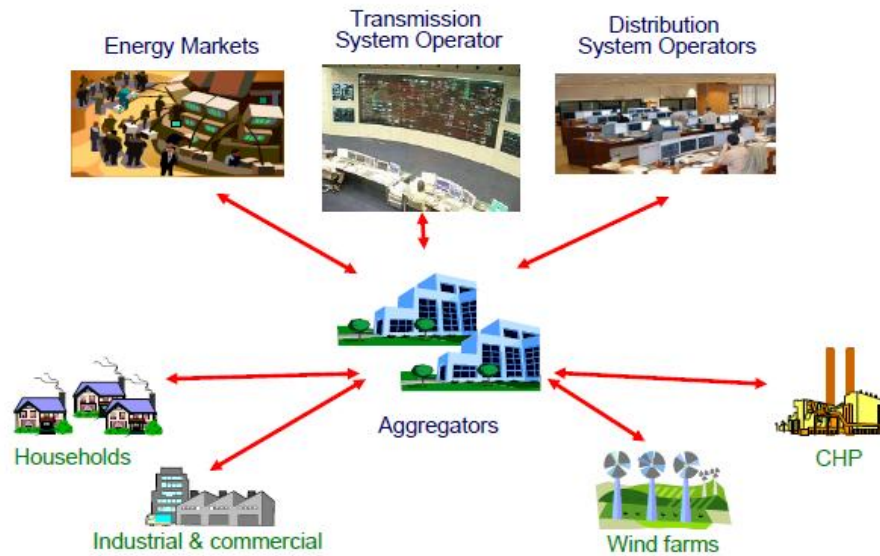 Energy Markets
Transmission
System Operator
Distribution
System Operators
Aggregators
Households
Industrial & commercial
Wind farms
CHP